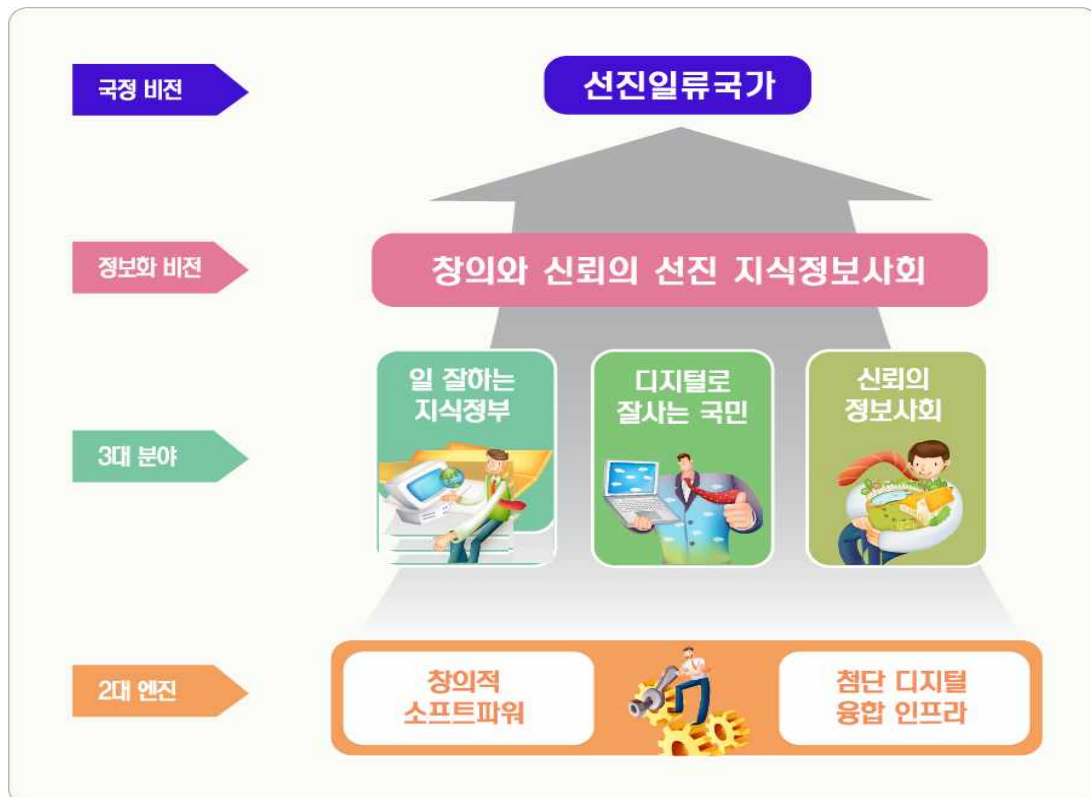 국정 비전
선진일류국가
정보화 비전
창의와 신뢰의 선진 지식정보사회
3대 분야
일 잘하는
지식정부
디지털로
잘사는 국민
신뢰의
정보사회
2대 엔진
창의적
소프트파워
첨단 디지털
융합 인프라